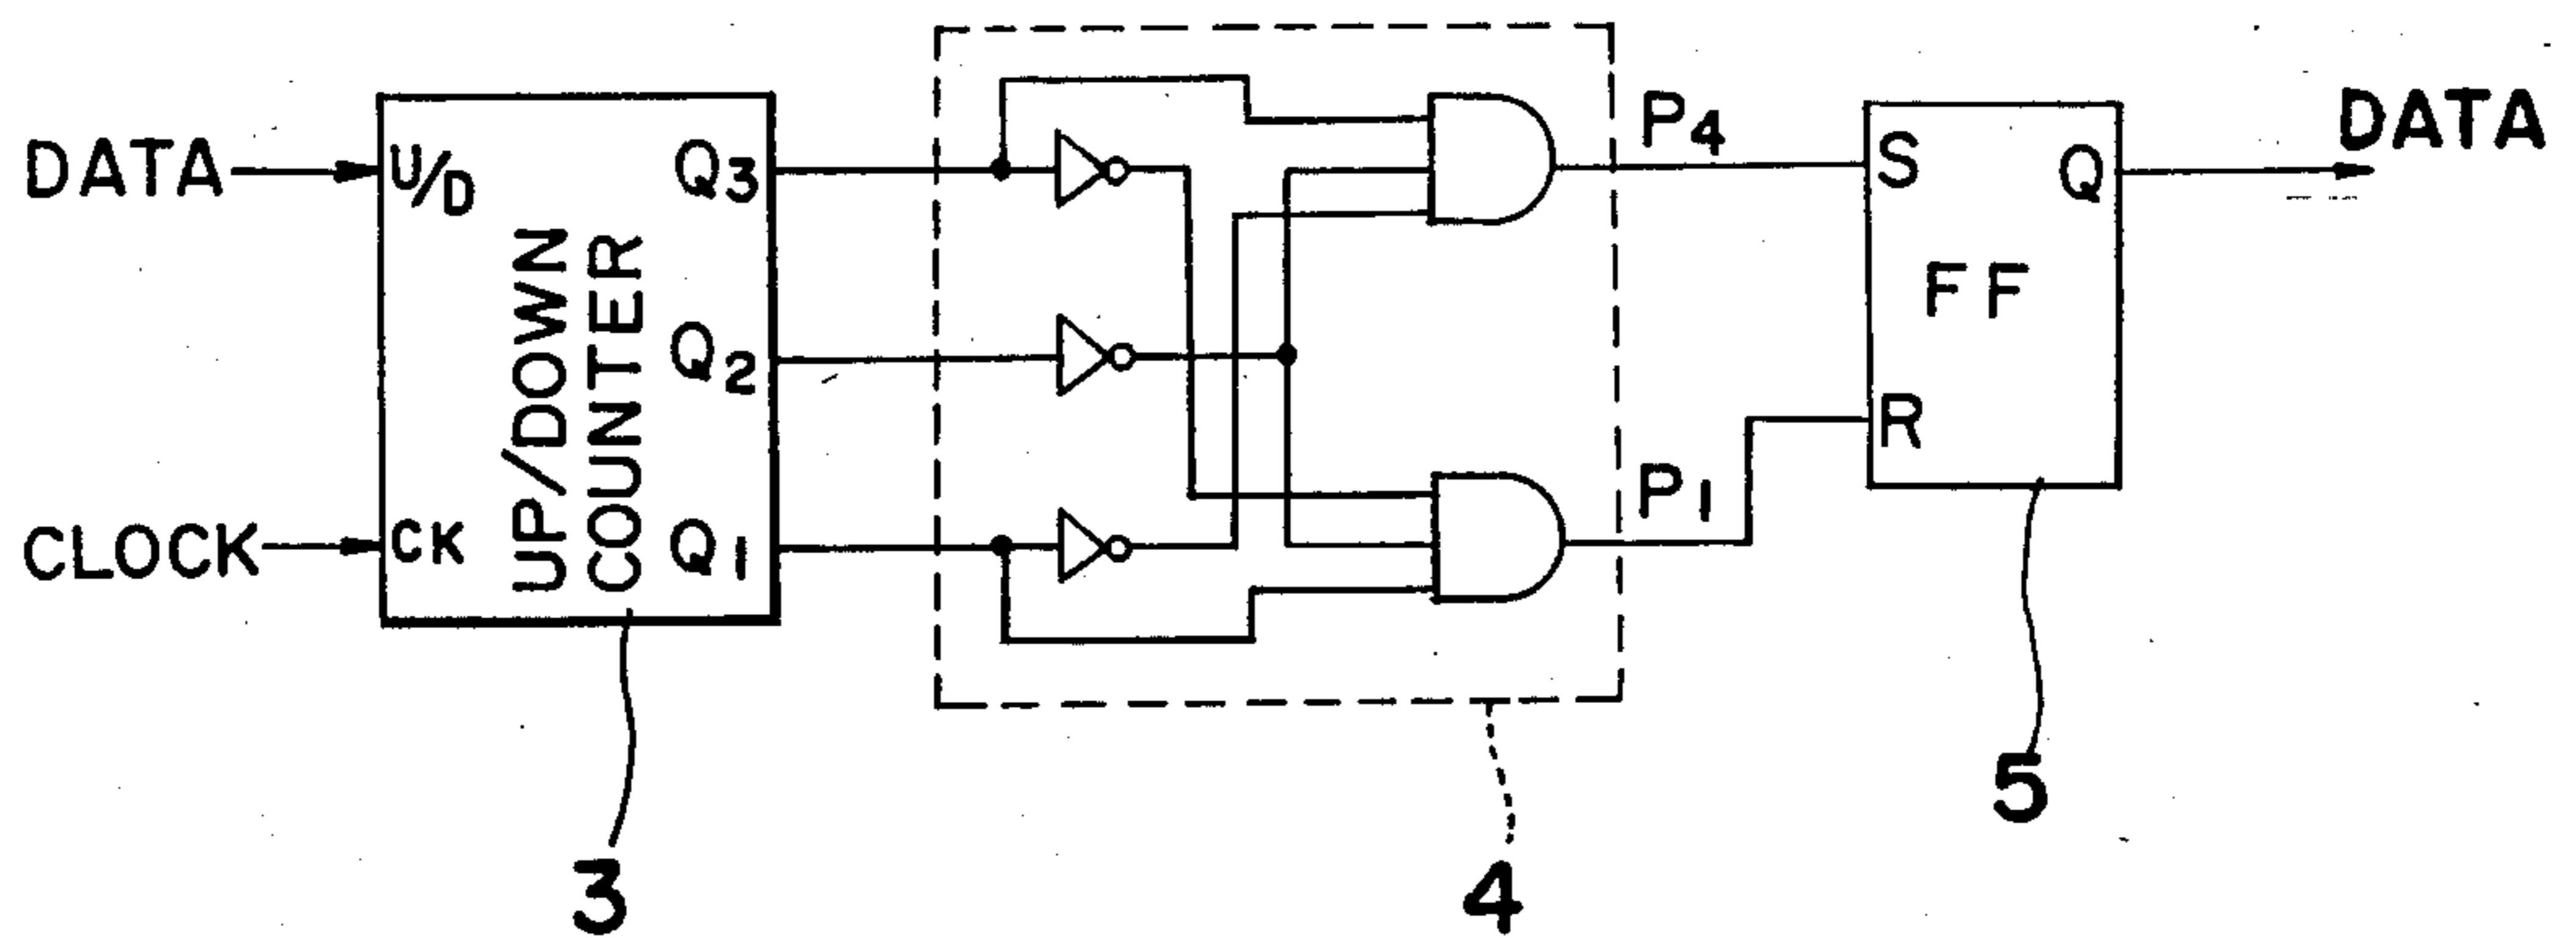 DATA
U/D
CLOCK
CK
UP/DOWN
COUNTER
Q3
Q2
Q1
3
4
P4
P1
S
R
FF
Q
5
DATA